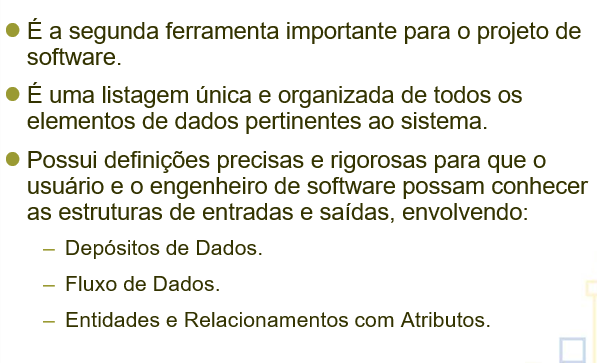 ● É a segunda ferramenta importante para o projeto de
software.
● É uma listagem única e organizada de todos os
elementos de dados pertinentes ao sistema.
● Possui definições precisas e rigorosas para que o
usuário e o engenheiro de software possam conhecer
as estruturas de entradas e saídas, envolvendo:
– Depósitos de Dados.
– Fluxo de Dados.
– Entidades e Relacionamentos com Atributos.